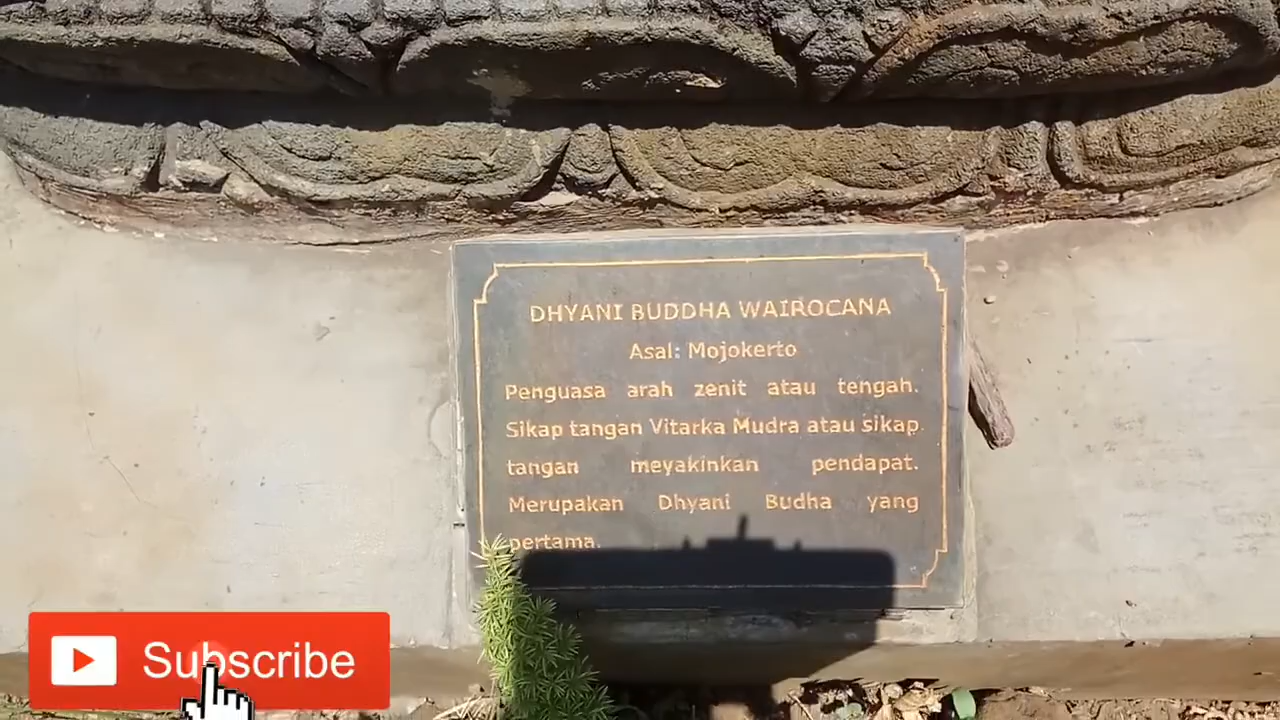 DHYANI BUDDHA WAIROCANA
Asal: Mojokerto
Penguasa arah zenit atau tengah.
Sikap tangan Vitarka Mudra atau sikap
tangan meyakinkan pendapat.
Merupakan Dhyani Budha yang
pertama.
Subscribe